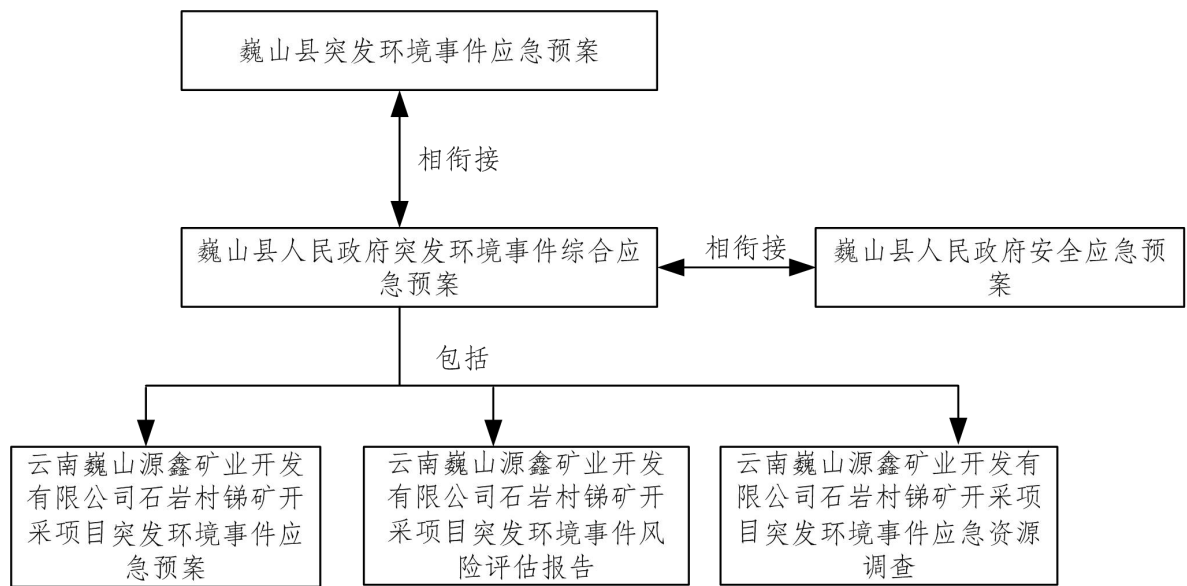 巍山县突发环境事件应急预案
相衔接
巍山县人民政府突发环境事件综合应
急预案
相衔接
巍山县人民政府安全应急预
案
包括
云南巍山源鑫矿业开发
有限公司石岩村锑矿开
采项目突发环境事件应
急预案
云南巍山源鑫矿业开发
有限公司石岩村锑矿开
采项目突发环境事件风
险评估报告
云南巍山源鑫矿业开发有
限公司石岩村锑矿开采项
目突发环境事件应急资源
调查